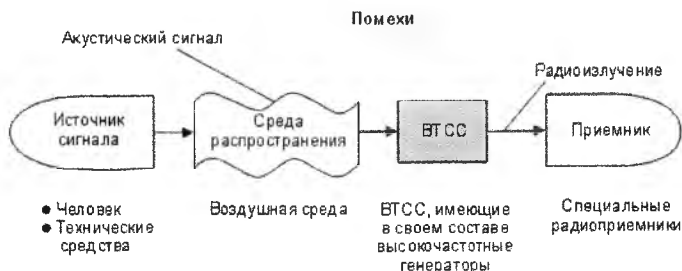 Помехи
Акустический сигнал
Радиоизлучение
Источник
сигнала
Среда
распространения
ВТСС
Приемник
● Человек
● Технические
средства
Воздушная среда
ВТСС, имеющие
в своем составе
высокочастотные
генераторы
Специальные
радиоприемники